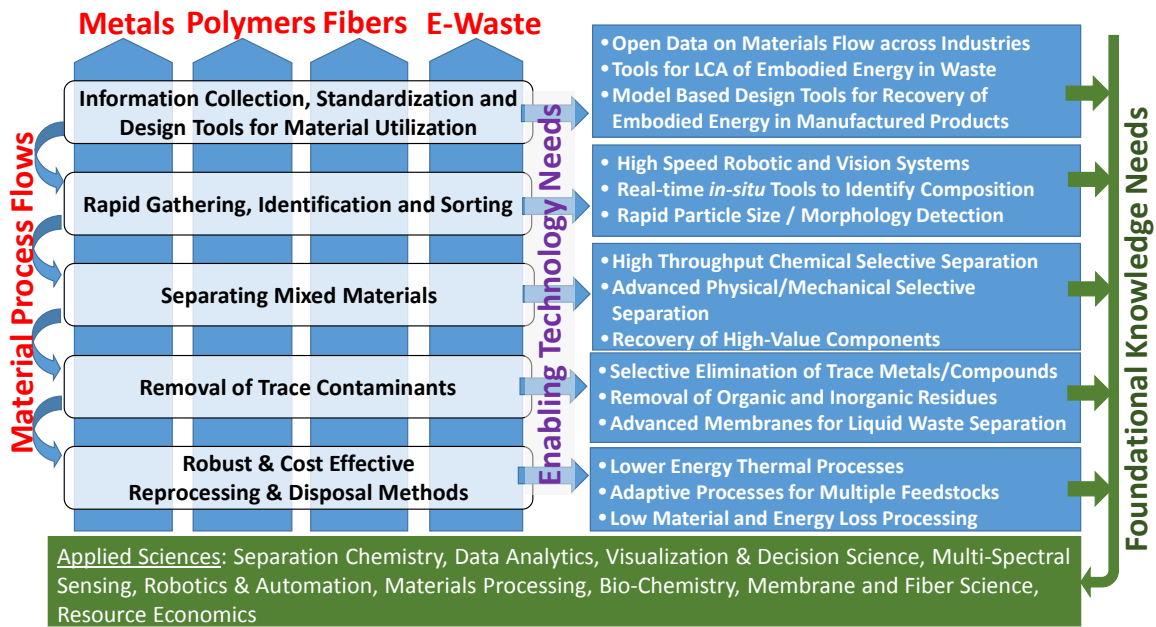 Metals Polymers Fibers E-Waste
Material Process Flows
Information Collection, Standardization and
Design Tools for Material Utilization
Rapid Gathering, Identification and Sorting
Separating Mixed Materials
Removal of Trace Contaminants
Robust & Cost Effective
Reprocessing & Disposal Methods
Enabling Technology Needs
• Open Data on Materials Flow across Industries
• Tools for LCA of Embodied Energy in Waste
• Model Based Design Tools for Recovery of
Embodied Energy in Manufactured Products
• High Speed Robotic and Vision Systems
• Real-time in-situ Tools to Identify Composition
• Rapid Particle Size / Morphology Detection
• High Throughput Chemical Selective Separation
• Advanced Physical/Mechanical Selective
Separation
• Recovery of High-Value Components
• Selective Elimination of Trace Metals/Compounds
• Removal of Organic and Inorganic Residues
• Advanced Membranes for Liquid Waste Separation
• Lower Energy Thermal Processes
• Adaptive Processes for Multiple Feedstocks
• Low Material and Energy Loss Processing
Foundational Knowledge Needs
Applied Sciences: Separation Chemistry, Data Analytics, Visualization & Decision Science, Multi-Spectral
Sensing, Robotics & Automation, Materials Processing, Bio-Chemistry, Membrane and Fiber Science,
Resource Economics